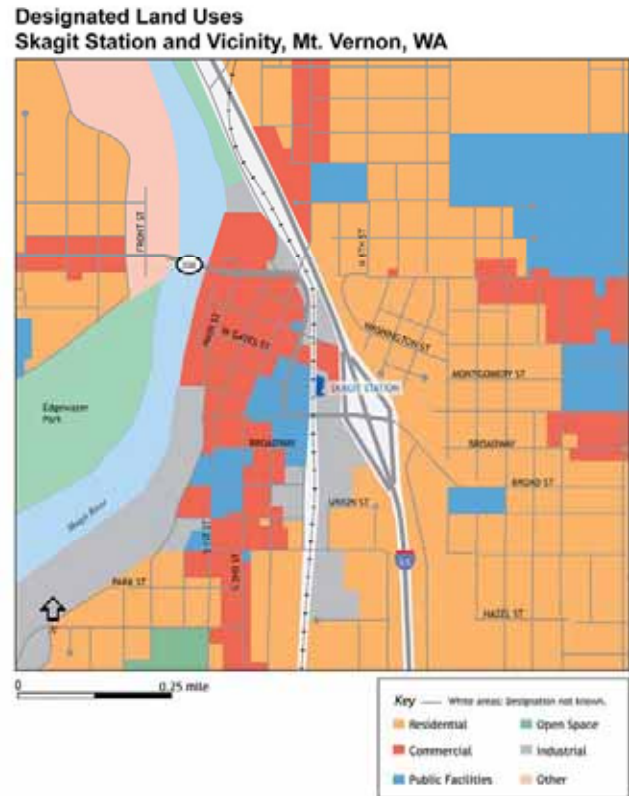 Designated Land Uses
Skagit Station and Vicinity, Mt. Vernon, WA
FRONT ST
N 6TH ST
MAIN ST
W GATES ST
WASHINGTON ST
MONTGOMERY ST
SKAGIT STATION
Edgewater
Park
BROADWAY
BROADWAY
BROAD ST
UNION ST
Skagit River
S 1ST ST
S 2ND ST
PARK ST
HAZEL ST
N
0
0.25 mile
Key
White areas: Designation not known.
Residential
Open Space
Commercial
Industrial
Public Facilities
Other